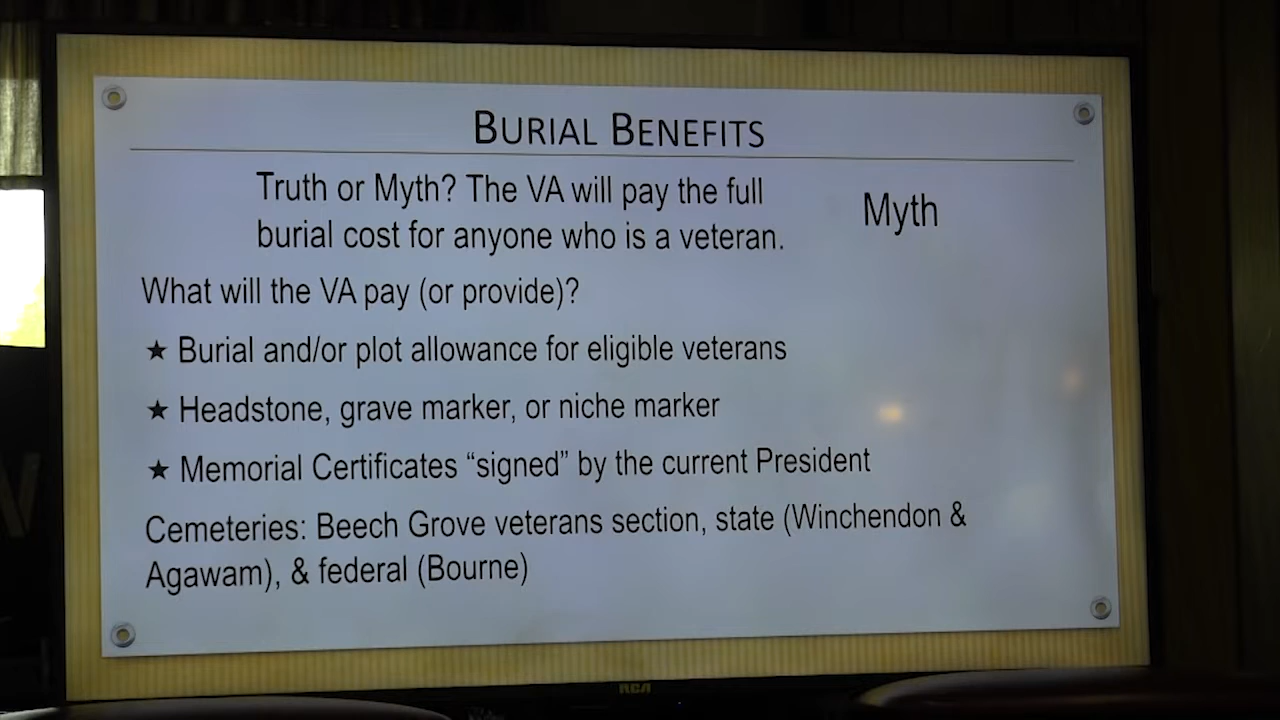 BURIAL BENEFITS
Truth or Myth? The VA will pay the full
burial cost for anyone who is a veteran.
Myth
What will the VA pay (or provide)?
★ Burial and/or plot allowance for eligible veterans
★ Headstone, grave marker, or niche marker
★ Memorial Certificates “signed” by the current President
Cemeteries: Beech Grove veterans section, state (Winchendon &
Agawam), & federal (Bourne)
RCA